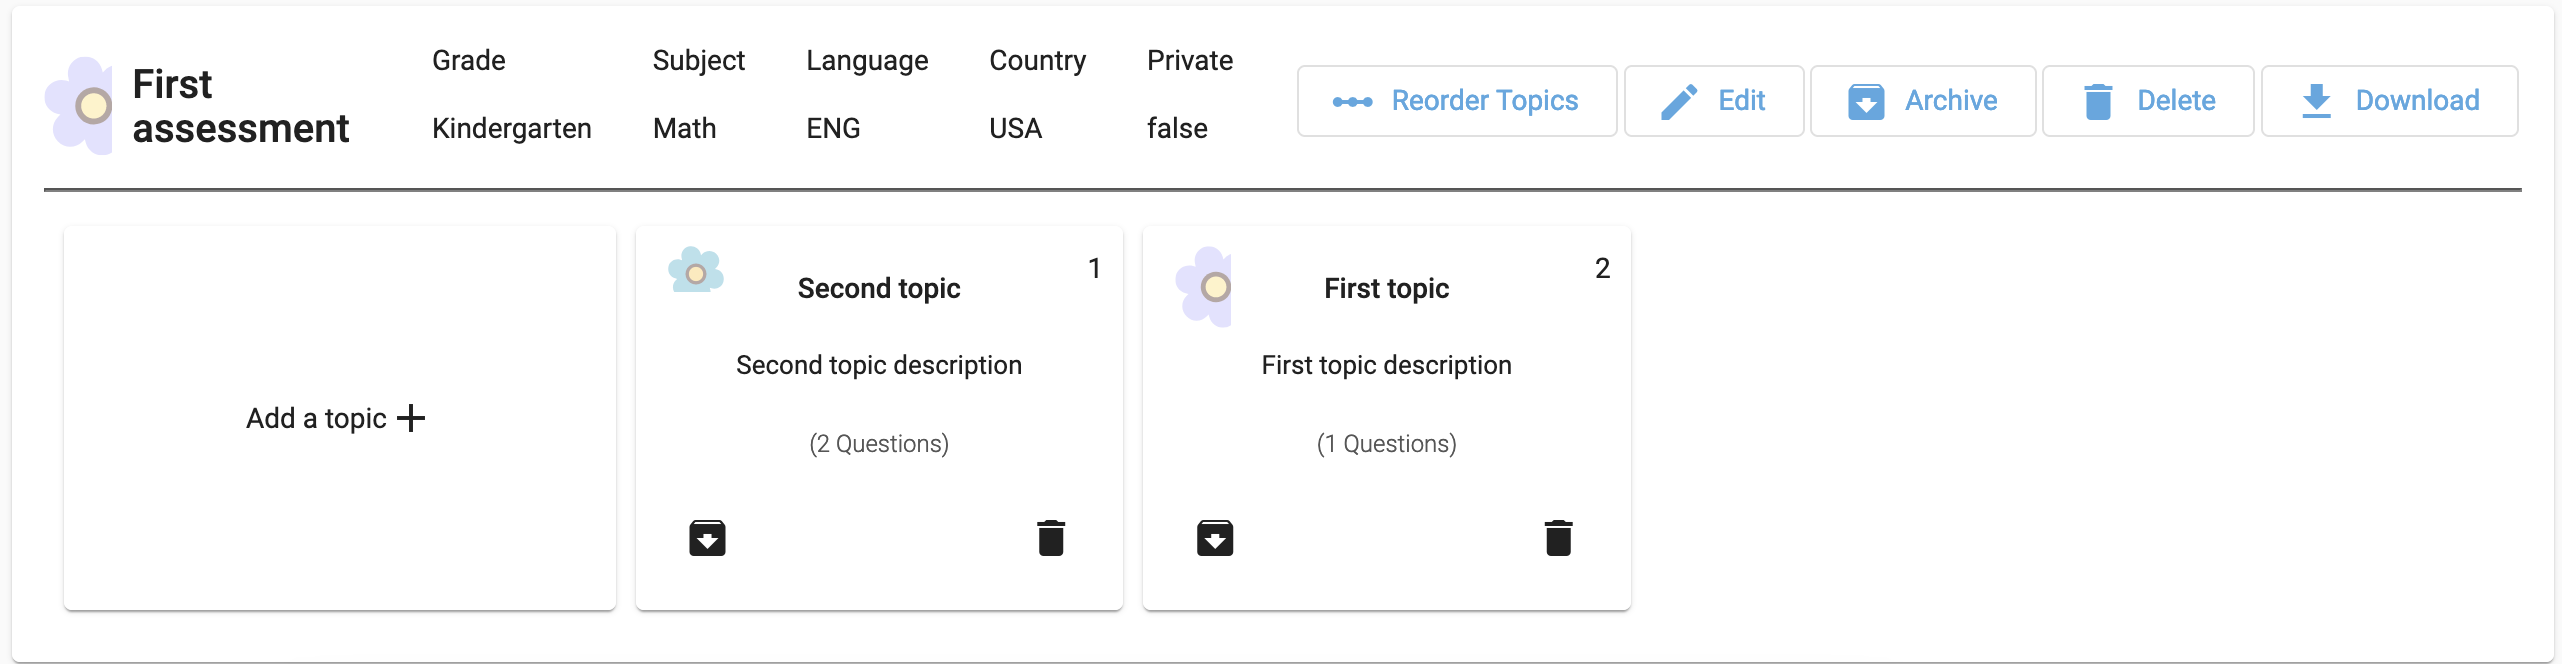 First
assessment
Grade
Kindergarten
Subject
Math
Language
ENG
Country
USA
Private
false
Reorder Topics
Edit
Archive
Delete
Download
Add a topic
1
Second topic
Second topic description
(2 Questions)
2
First topic
First topic description
(1 Questions)